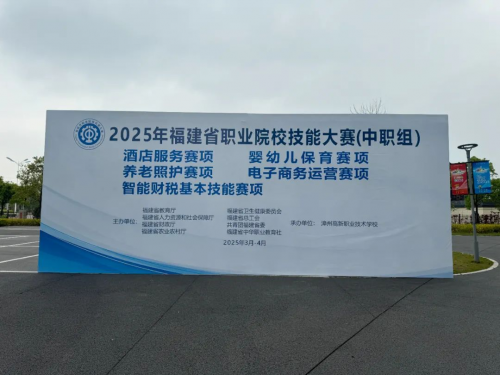 2025年福建省职业院校技能大赛(中职组)
酒店服务赛项 婴幼儿保育赛项
养老照护赛项 电子商务运营赛项
智能财税基本技能赛项
主办单位：
福建省教育厅
福建省人力资源和社会保障厅
福建省财政厅
福建省农业农村厅
福建省卫生健康委员会
福建省总工会
共青团福建省委
福建省中华职业教育社
承办单位：漳州高新职业技术学校
2025年3月-4月